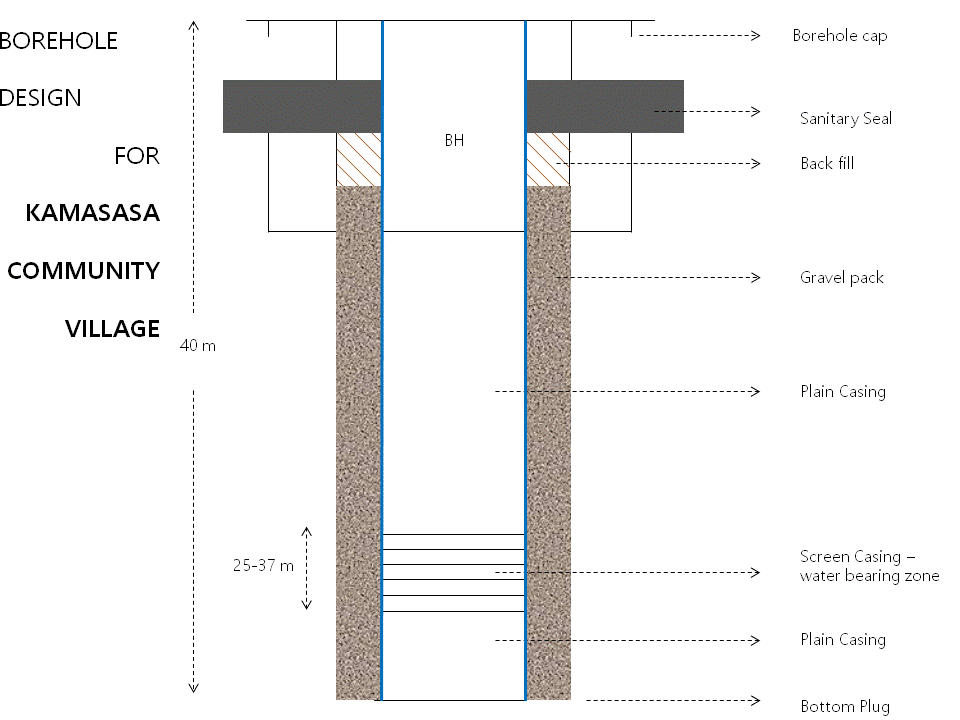 BOREHOLE
DESIGN
FOR
KAMASASA
COMMUNITY
VILLAGE
40 m
25-37 m
BH
Borehole cap
Sanitary Seal
Back fill
Gravel pack
Plain Casing
Screen Casing –
water bearing zone
Plain Casing
Bottom Plug